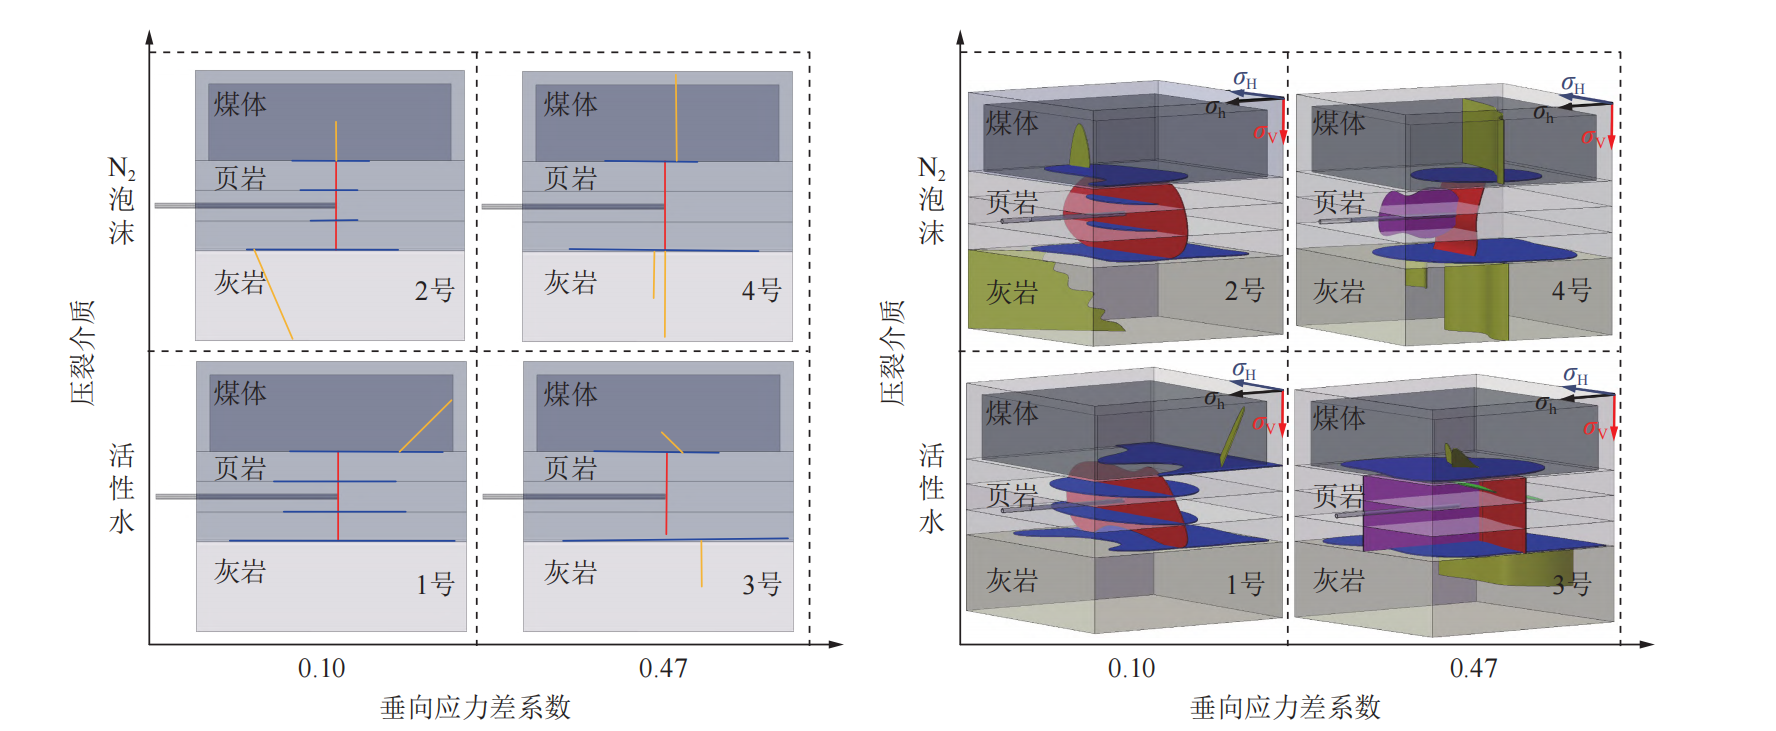 压裂介质
N₂泡沫
活性水
煤体
页岩
灰岩
2号
煤体
页岩
灰岩
4号
煤体
页岩
灰岩
1号
煤体
页岩
灰岩
3号
0.10
0.47
垂向应力差系数
压裂介质
N₂泡沫
活性水
σH
σh
σV
煤体
页岩
灰岩
2号
σH
σh
σV
煤体
页岩
灰岩
4号
σH
σh
σV
煤体
页岩
灰岩
1号
σH
σh
σV
煤体
页岩
灰岩
3号
0.10
0.47
垂向应力差系数